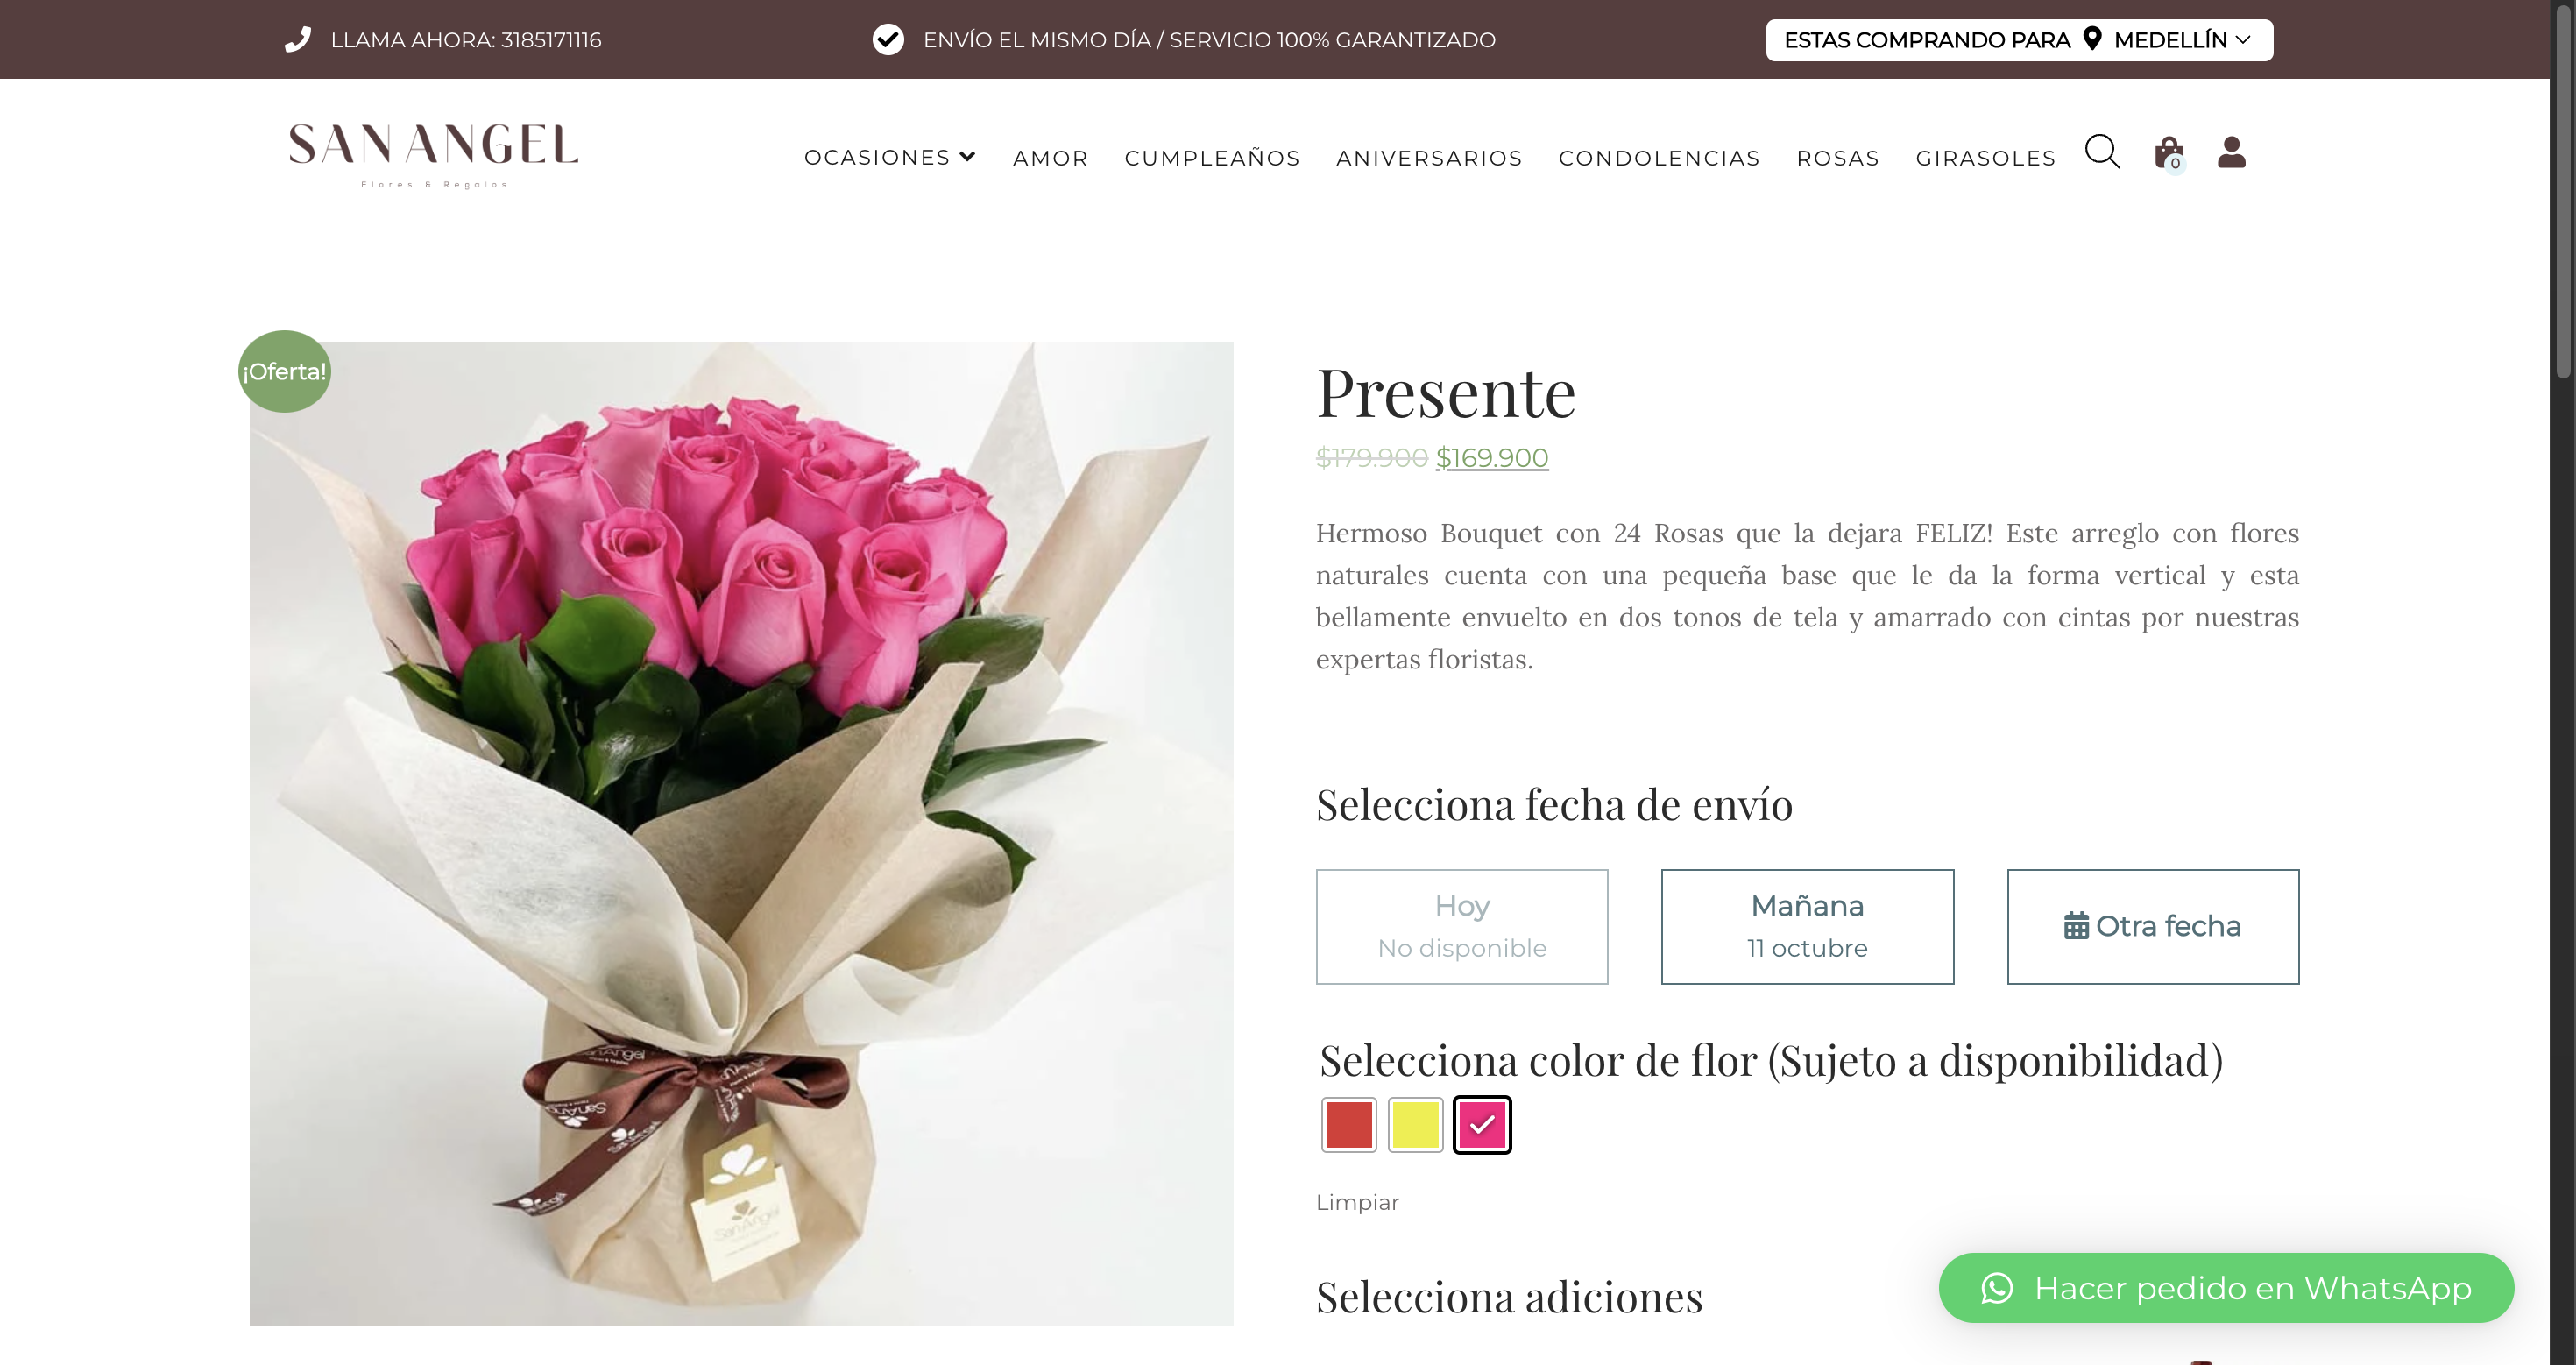 LLAMA AHORA: 3185171116
ENVÍO EL MISMO DÍA / SERVICIO 100% GARANTIZADO
ESTAS COMPRANDO PARA MEDELLÍN
SAN ANGEL
Flores & Regalos
OCASIONES
AMOR
CUMPLEAÑOS
ANIVERSARIOS
CONDOLENCIAS
ROSAS
GIRASOLES
0
¡Oferta!
Presente
$179.900 $169.900
Hermoso Bouquet con 24 Rosas que la dejara FELIZ! Este arreglo con flores
naturales cuenta con una pequeña base que le da la forma vertical y esta
bellamente envuelto en dos tonos de tela y amarrado con cintas por nuestras
expertas floristas.
Selecciona fecha de envío
Hoy
No disponible
Mañana
11 octubre
Otra fecha
Selecciona color de flor (Sujeto a disponibilidad)
Limpiar
Selecciona adiciones
Hacer pedido en WhatsApp
SanAngel
SanAngel